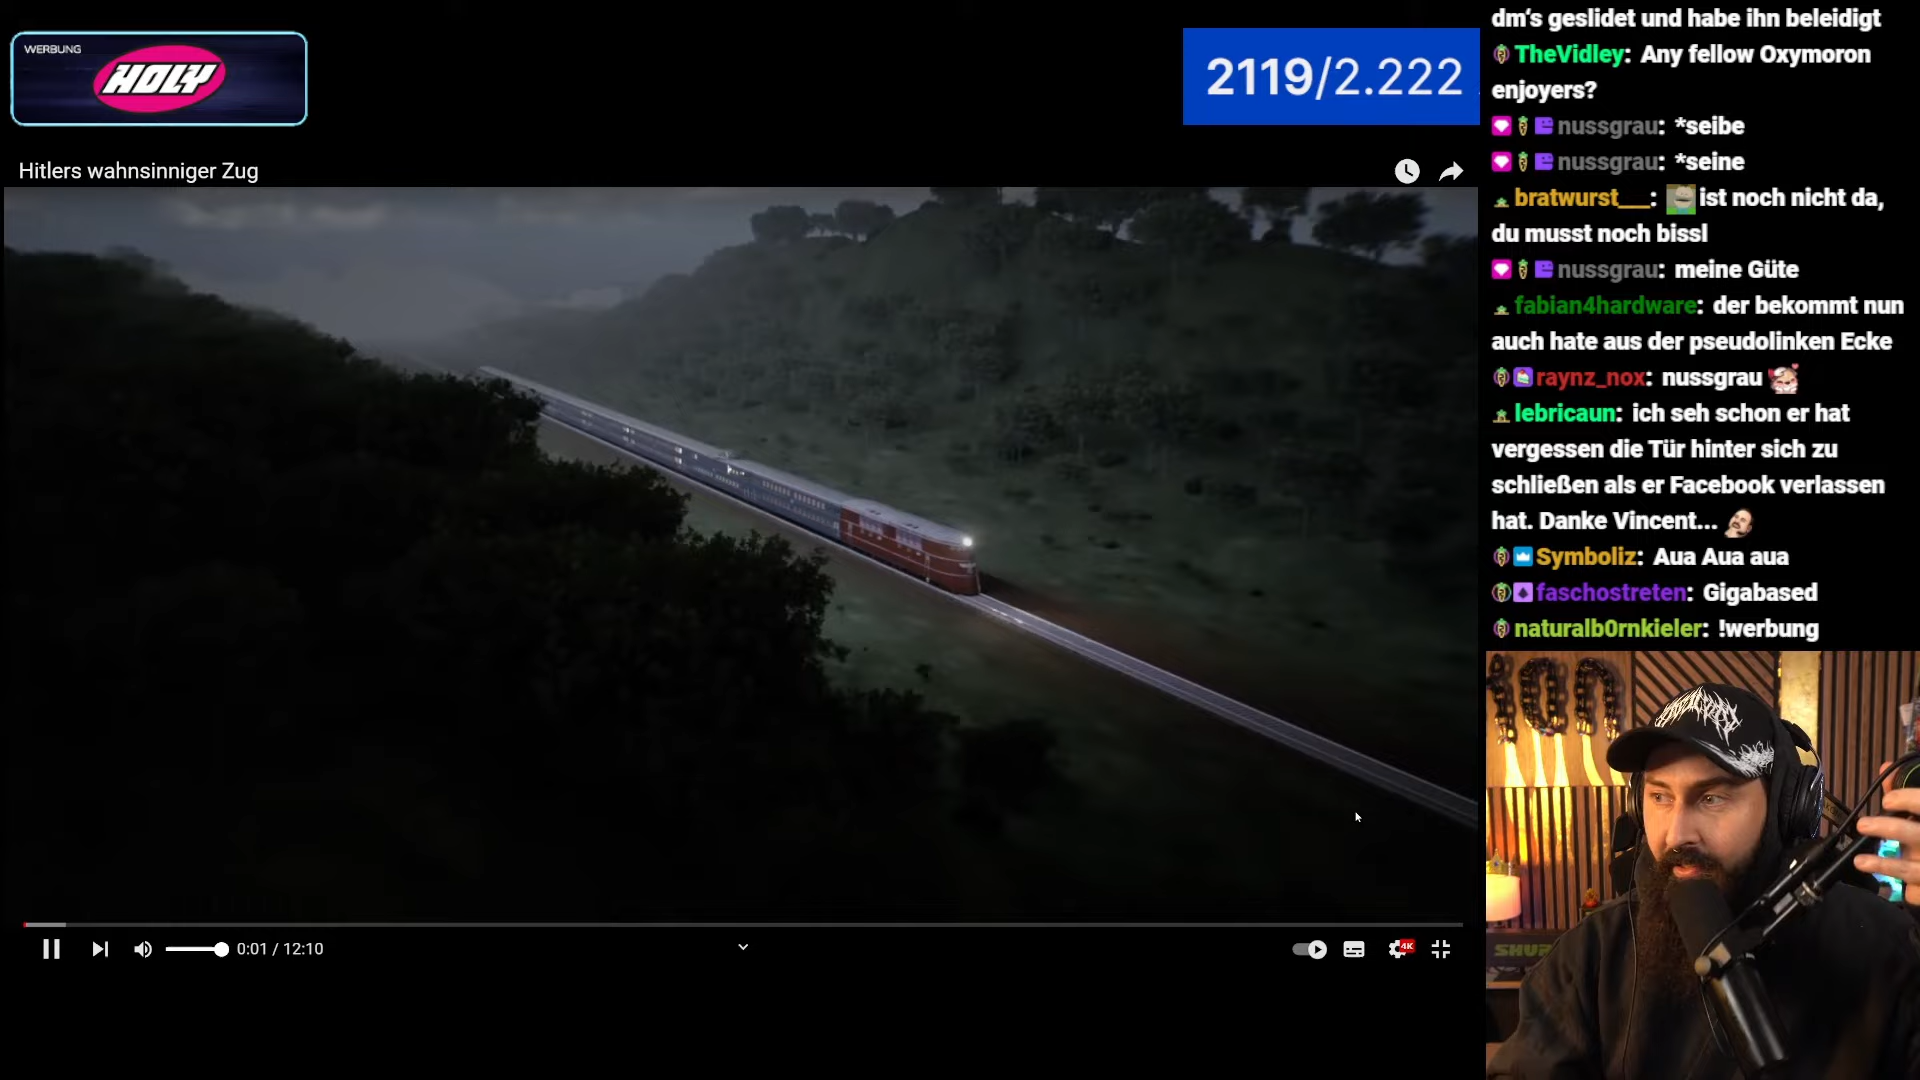 WERBUNG
HOLY
2119/2.222
Hitlers wahnsinniger Zug
0:01 / 12:10
4K
dm‘s geslidet und habe ihn beleidigt
TheVidley: Any fellow Oxymoron
enjoyers?
nussgrau: *seibe
nussgrau: *seine
bratwurst___: ist noch nicht da,
du musst noch bissl
nussgrau: meine Güte
fabian4hardware: der bekommt nun
auch hate aus der pseudolinken Ecke
raynz_nox: nussgrau
lebricaun: ich seh schon er hat
vergessen die Tür hinter sich zu
schließen als er Facebook verlassen
hat. Danke Vincent...
Symboliz: Aua Aua aua
faschostreten: Gigabased
naturalb0rnkieler: !werbung